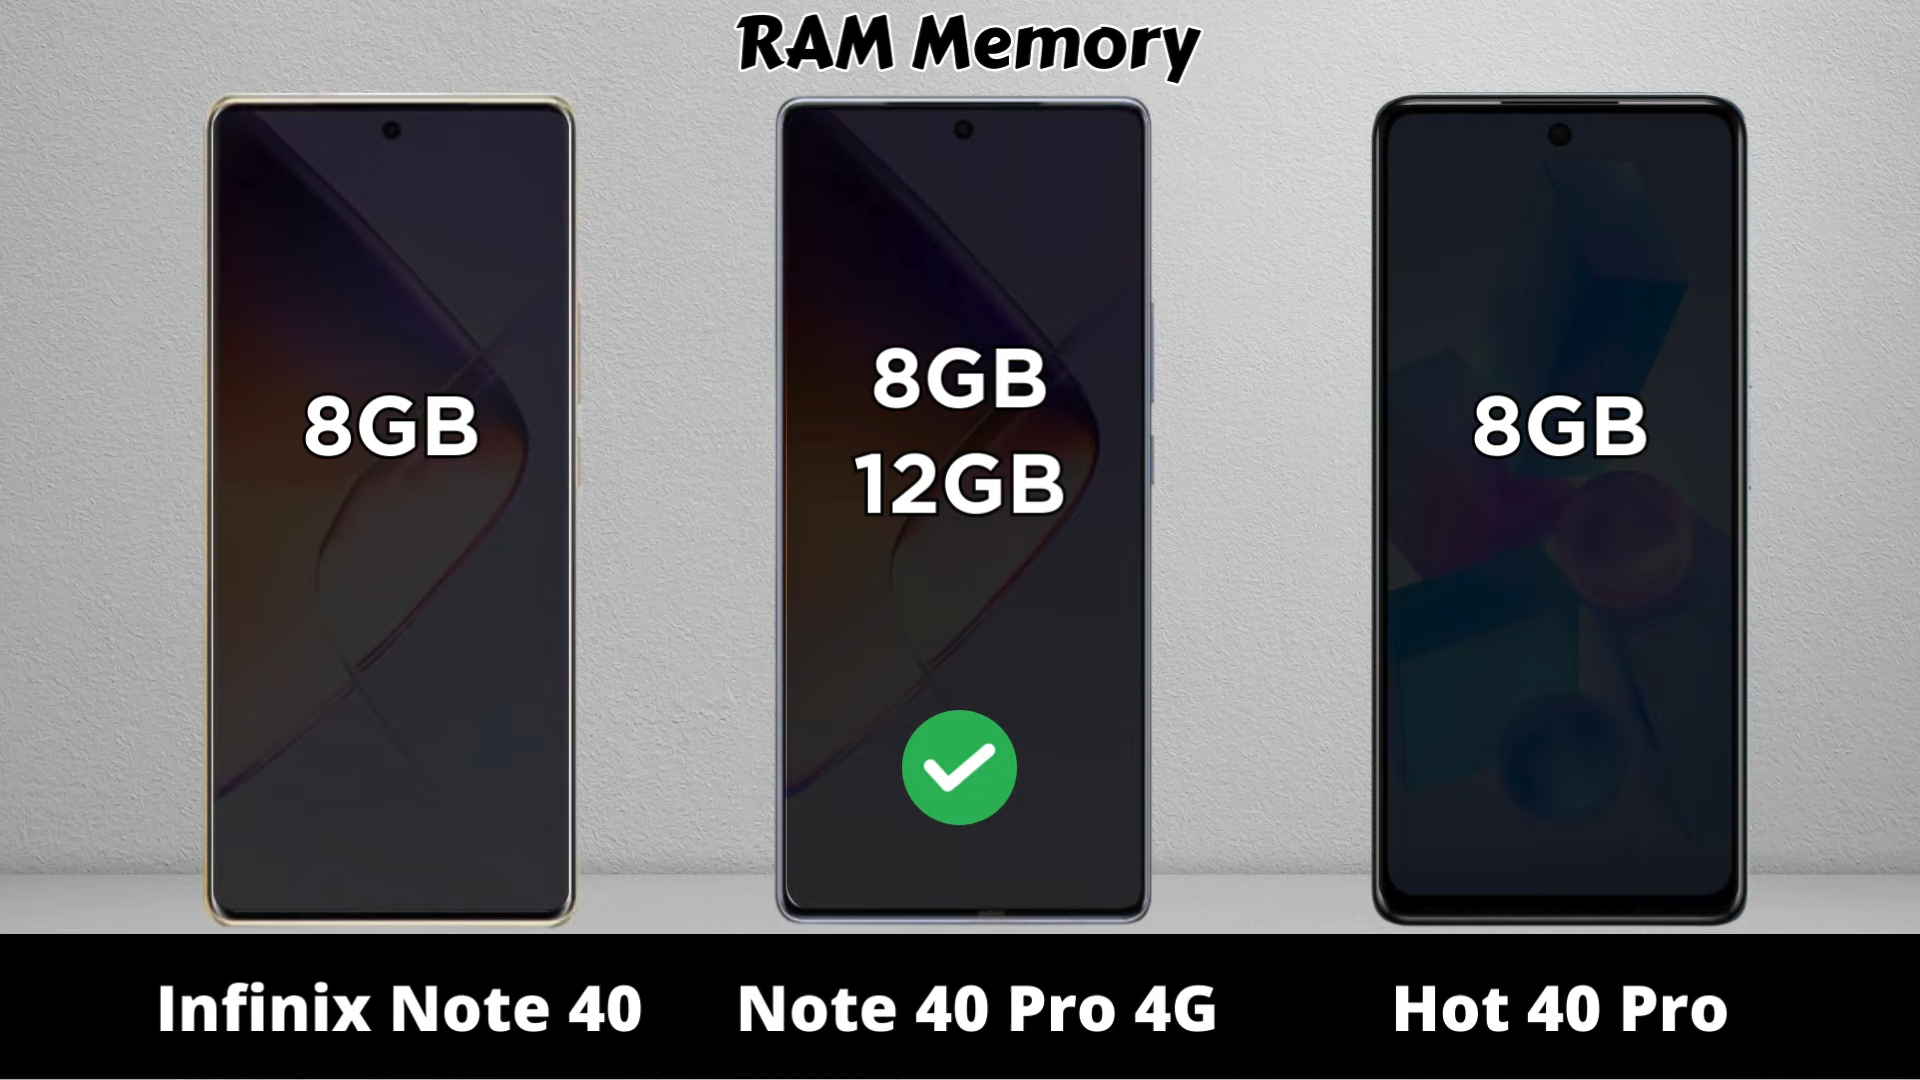 RAM Memory
8GB
8GB
12GB
8GB
Infinix Note 40
Note 40 Pro 4G
Hot 40 Pro